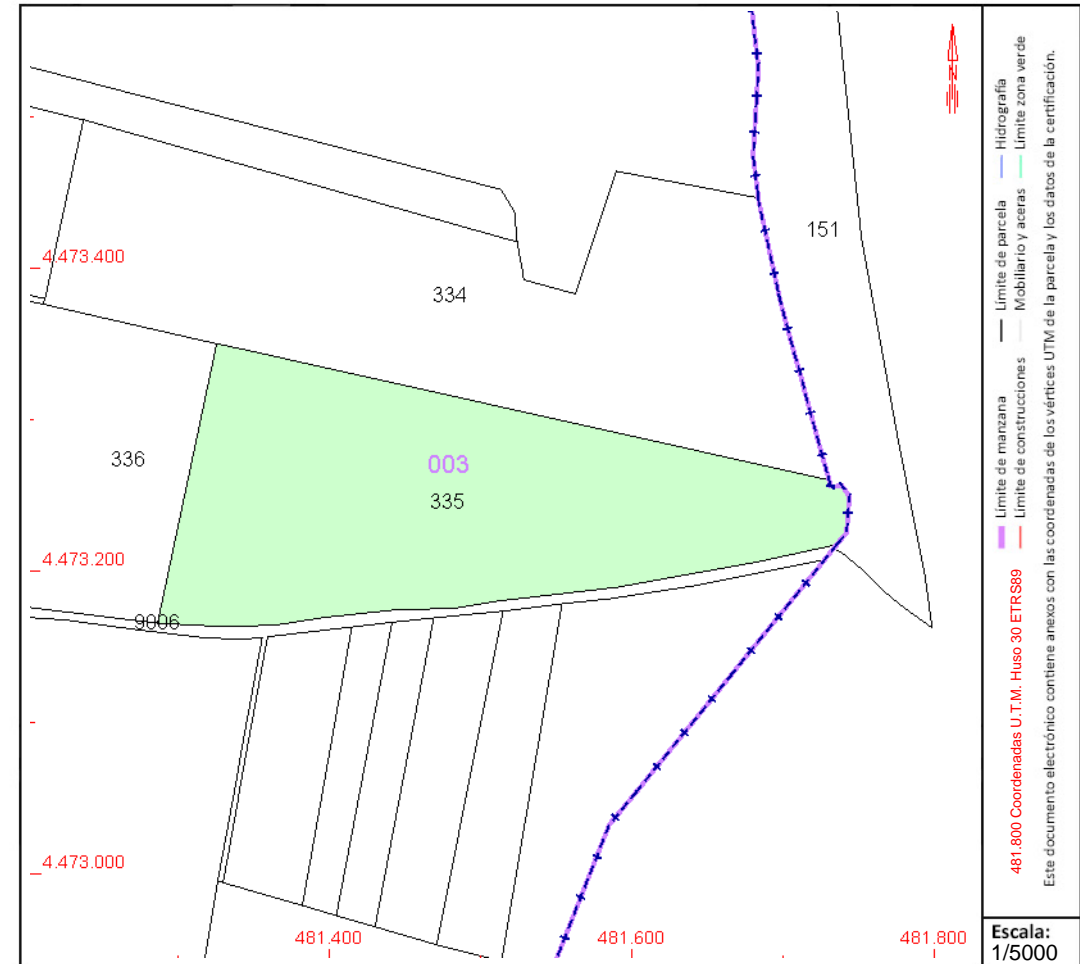 151
4.473.400
334
336
003
335
4.473.200
9006
4.473.000
481.400
481.600
481.800
N
Límite de manzana
Límite de parcela
Hidrografía
481.800 Coordenadas U.T.M. Huso 30 ETRS89
Límite de construcciones
Mobiliario y aceras
Límite zona verde
Este documento electrónico contiene anexos con las coordenadas de los vértices UTM de la parcela y los datos de la certificación.
Escala:
1/5000